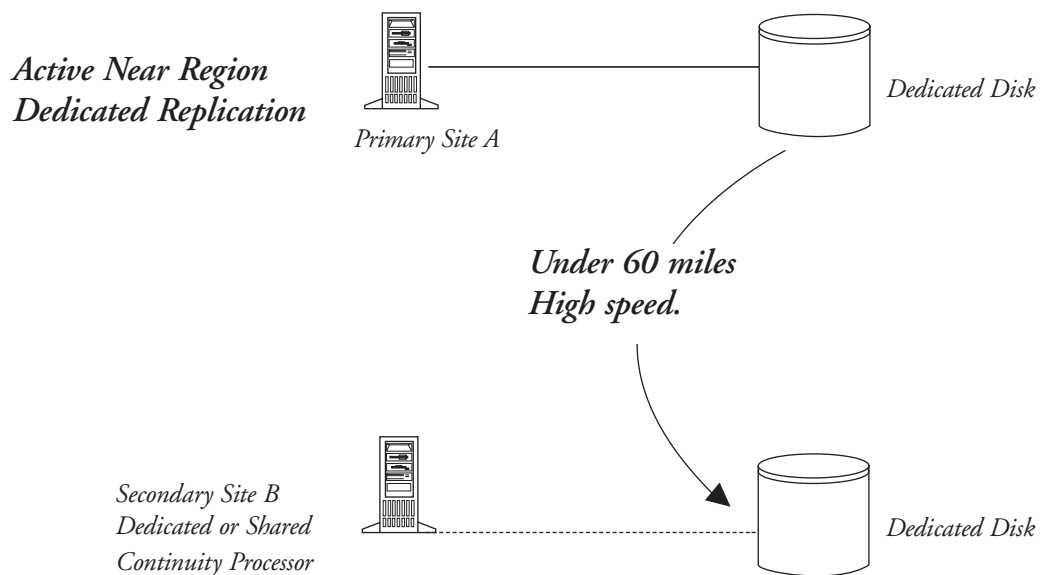 Active Near Region
Dedicated Replication
Primary Site A
Dedicated Disk
Under 60 miles
High speed.
Secondary Site B
Dedicated or Shared
Continuity Processor
Dedicated Disk